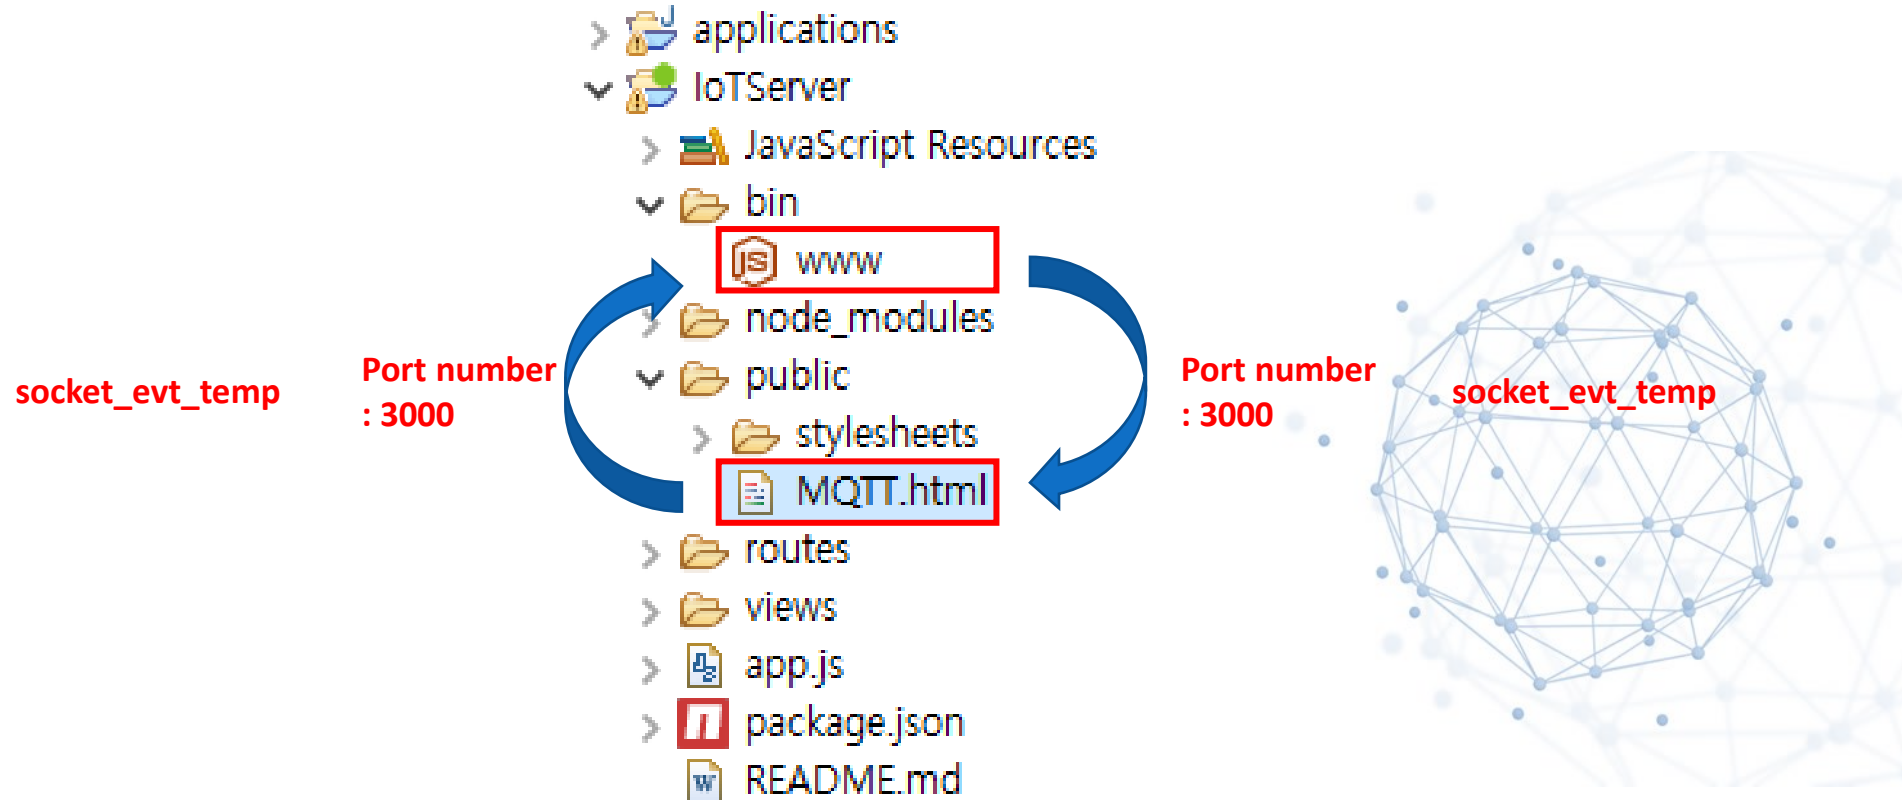 applications
IoTServer
JavaScript Resources
bin
JS www
node_modules
socket_evt_temp
Port number
: 3000
public
Port number
: 3000
socket_evt_temp
stylesheets
MQTT.html
routes
views
app.js
n package.json
W README.md